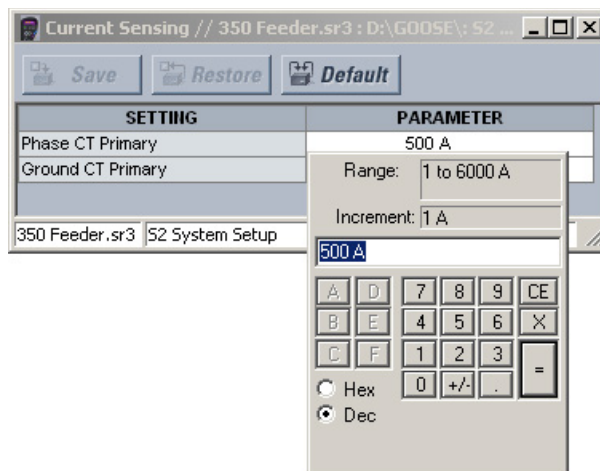 Current Sensing // 350 Feeder.sr3 : D:\GOOSE\: S2 ...
Save Restore Default
SETTING PARAMETER
Phase CT Primary 500 A
Ground CT Primary
Range: 1 to 6000 A
Increment: 1 A
350 Feeder.sr3 S2 System Setup
500 A
A D 7 8 9 CE
B E 4 5 6 X
C F 1 2 3 =
0 +/- .
Hex
Dec